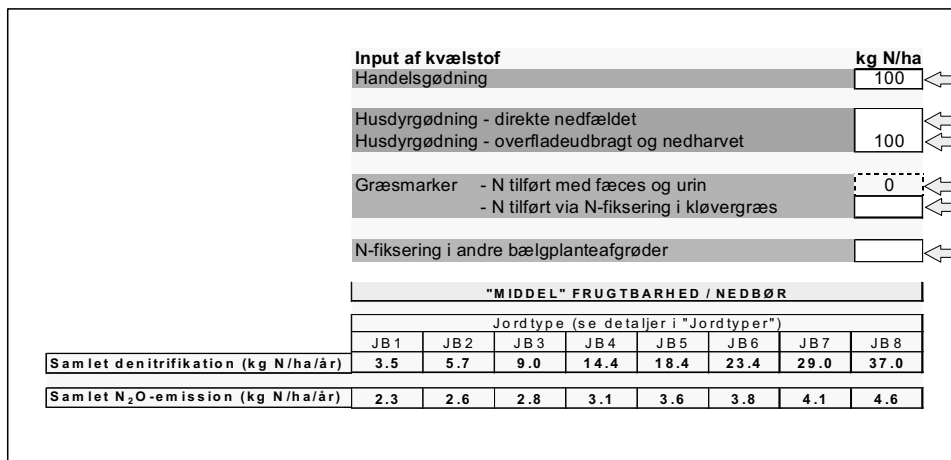 Input af kvælstof kg N/ha
Handelsgødning 100
Husdyrgødning - direkte nedfældet
Husdyrgødning - overfladeudbragt og nedharvet 100
Græsmarker - N tilført med fæces og urin 0
- N tilført via N-fiksering i kløvergræs
N-fiksering i andre bælgplanteafgrøder
"MIDDEL" FRUGTBARHED / NEDBØR
Jordtype (se detaljer i "Jordtyper")
JB1 JB2 JB3 JB4 JB5 JB6 JB7 JB8
Samlet denitrifikation (kg N/ha/år) 3.5 5.7 9.0 14.4 18.4 23.4 29.0 37.0
Samlet N₂O-emission (kg N/ha/år) 2.3 2.6 2.8 3.1 3.6 3.8 4.1 4.6